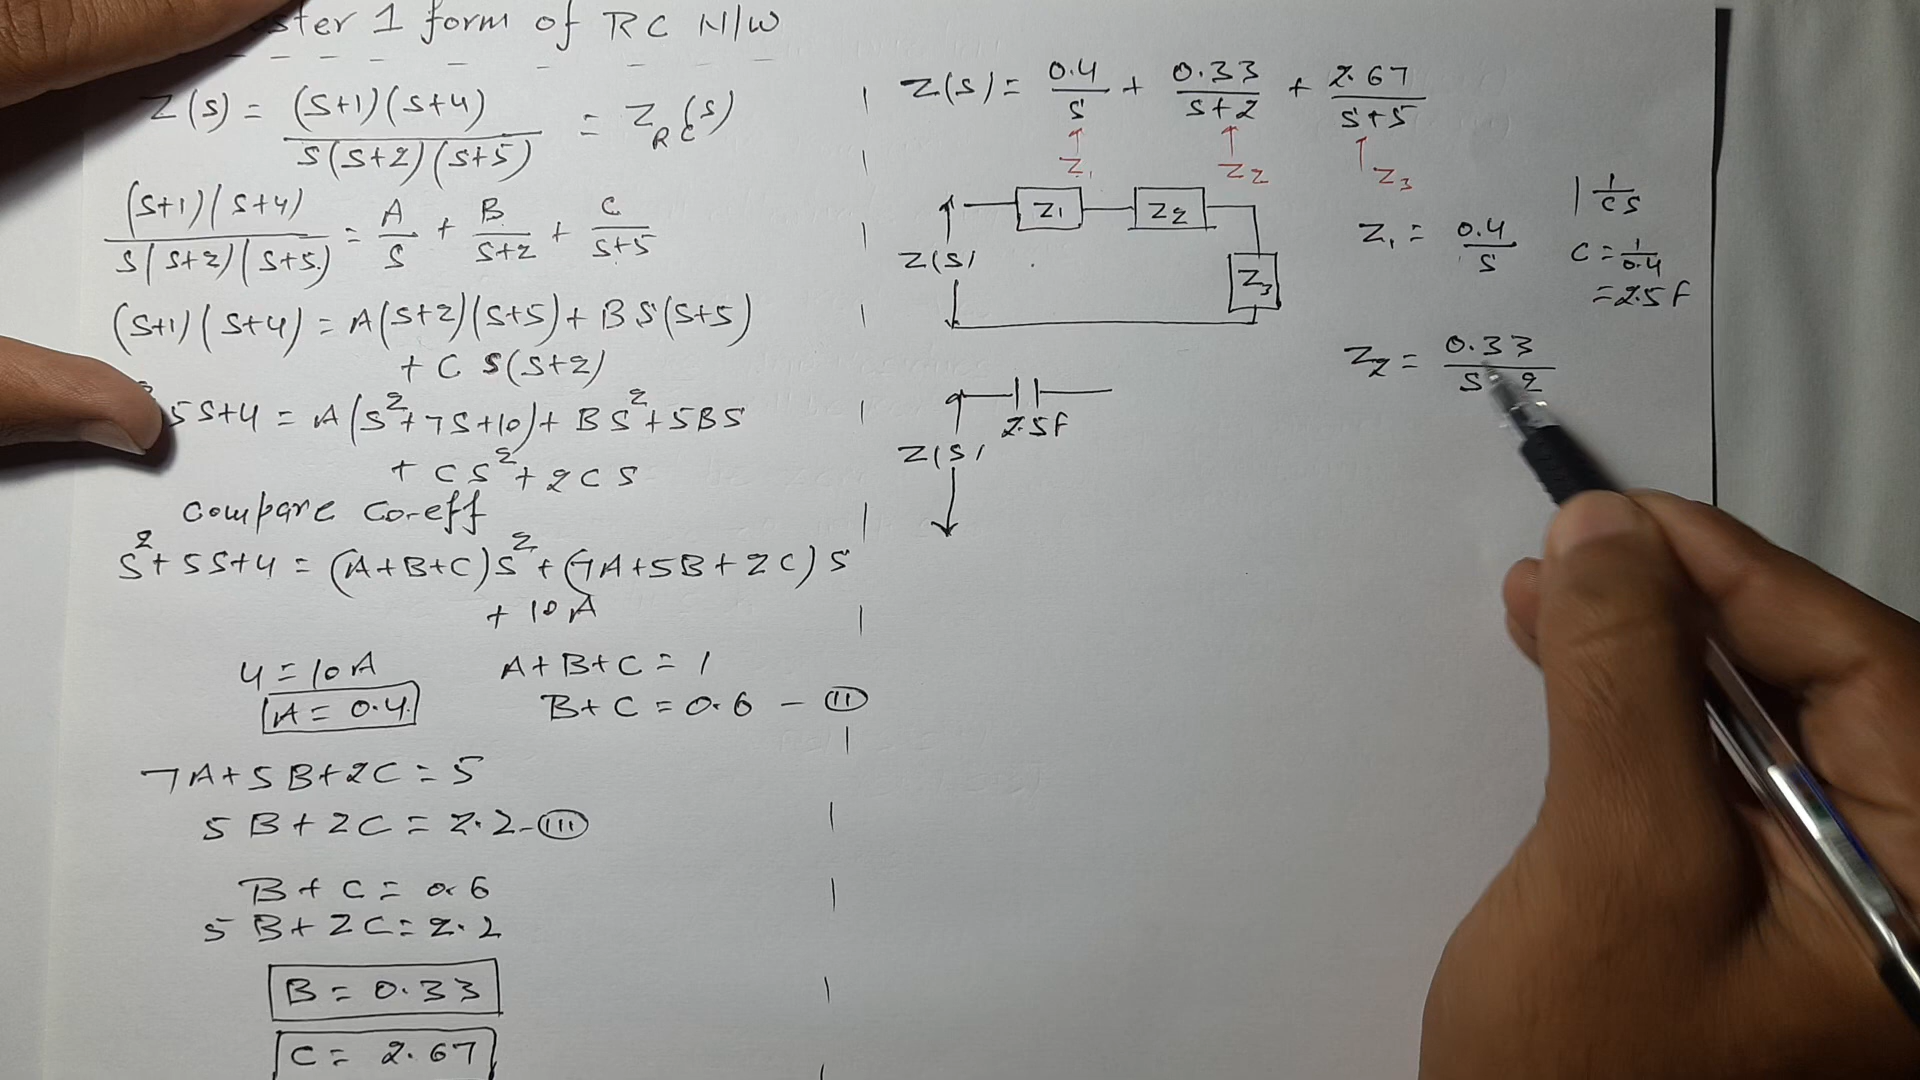 ster 1 form of RC N/W
Z(s) = (s+1)(s+4) / s(s+2)(s+5) = Z_RC(s)
(s+1)(s+4) / s(s+2)(s+5) = A/s + B/s+2 + C/s+5
(s+1)(s+4) = A(s+2)(s+5) + BS(s+5)
+ C s(s+2)
5s+4 = A(s²+7s+10) + Bs²+5Bs
+ Cs²+2Cs
compare co-eff
s²+5s+4 = (A+B+C)s² + (7A+5B+2C)s
+ 10A
4 = 10A
A = 0.4
A+B+C = 1
B+C = 0.6 - (II)
7A+5B+2C = 5
5B+2C = 2.2 - (III)
B+C = 0.6
5B+2C = 2.2
B = 0.33
C = 2.67
Z(s) = 0.4/s + 0.33/s+2 + 2.67/s+5
Z1
Z2
Z3
Z1
Z2
Z3
Z(s)
Z1 = 0.4/s
1/cs
C = 1/0.4
= 2.5F
Z2 = 0.33 / s 2
2.5F
Z(s)